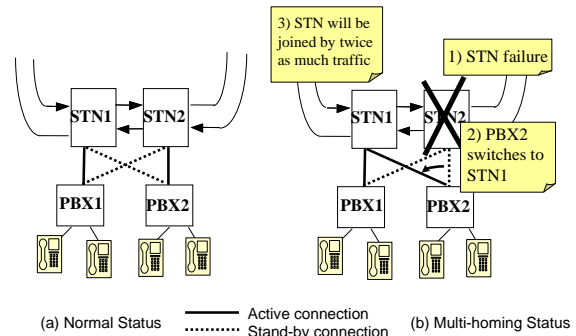 3) STN will be
joined by twice
as much traffic
1) STN failure
STN1
STN2
STN1
STN2
2) PBX2
switches to
STN1
PBX1
PBX2
PBX1
PBX2
(a) Normal Status
Active connection
Stand-by connection
(b) Multi-homing Status